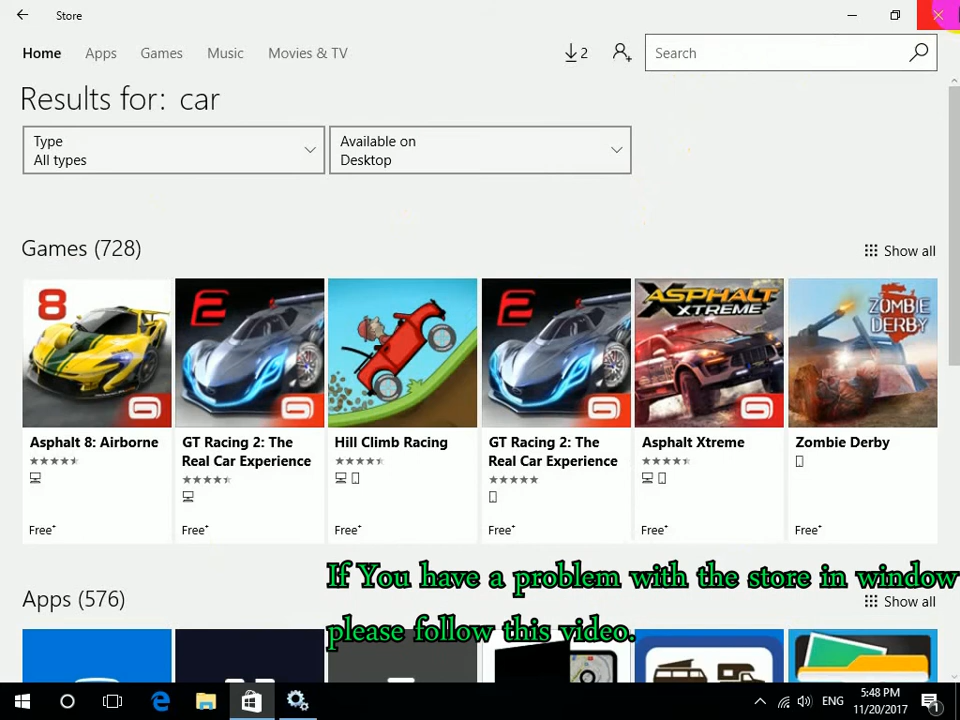 Store
Home Apps Games Music Movies & TV 2 Search
Results for: car
Type
All types
Available on
Desktop
Games (728)
Show all
8
2
2
ASPHALT
XTREME
ZOMBIE
DERBY
Asphalt 8: Airborne
GT Racing 2: The
Real Car Experience
Hill Climb Racing
GT Racing 2: The
Real Car Experience
Asphalt Xtreme
Zombie Derby
Free+
Free+
Free+
Free+
Free+
Free+
If You have a problem with the store in window
please follow this video.
Apps (576)
Show all
ENG
5:48 PM
11/20/2017
1